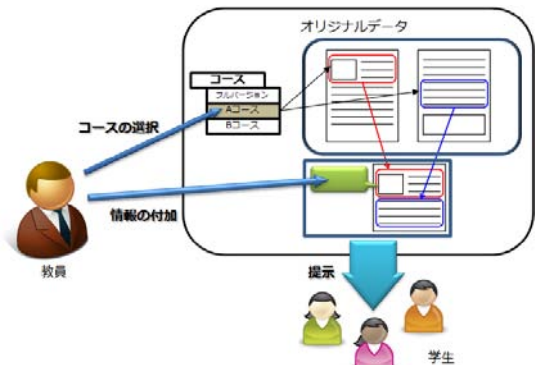 オリジナルデータ
コース
フルバージョン
Aコース
Bコース
コースの選択
情報の付加
教員
提示
学生